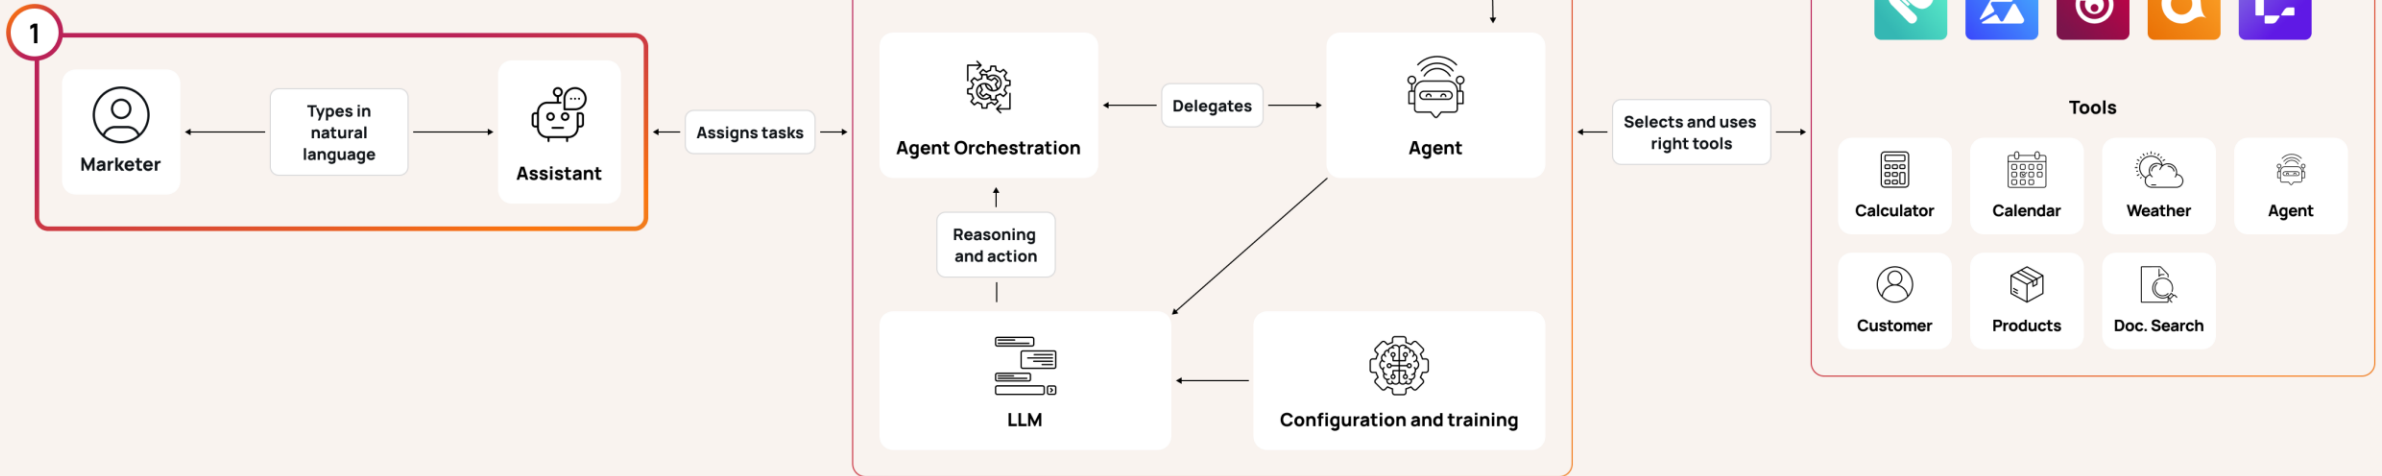 1
Marketer
Types in
natural
language
Assistant
Assigns tasks
Agent Orchestration
Delegates
Agent
Reasoning
and action
LLM
Configuration and training
Selects and uses
right tools
Tools
Calculator
Calendar
Weather
Agent
Customer
Products
Doc. Search